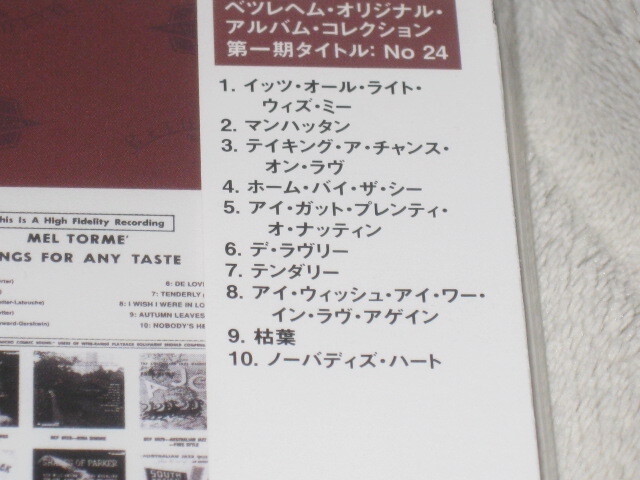 ベツレヘム・オリジナル・
アルバム・コレクション
第一期タイトル: No 24
1. イッツ・オール・ライト・
ウィズ・ミー
2. マンハッタン
3. テイキング・ア・チャンス・
オン・ラヴ
4. ホーム・バイ・ザ・シー
5. アイ・ガット・プレンティ・
オ・ナッティン
6. デ・ラヴリー
7. テンダリー
8. アイ・ウィッシュ・アイ・ワー・
イン・ラヴ・アゲイン
9. 枯葉
10. ノーバディズ・ハート
his Is A High Fidelity Recording
MEL TORME'
NGS FOR ANY TASTE
6: DE LOV
7: TENDERLY
8: I WISH I WERE IN LO
9: AUTUMN LEAVES
10: NOBODY'S HE